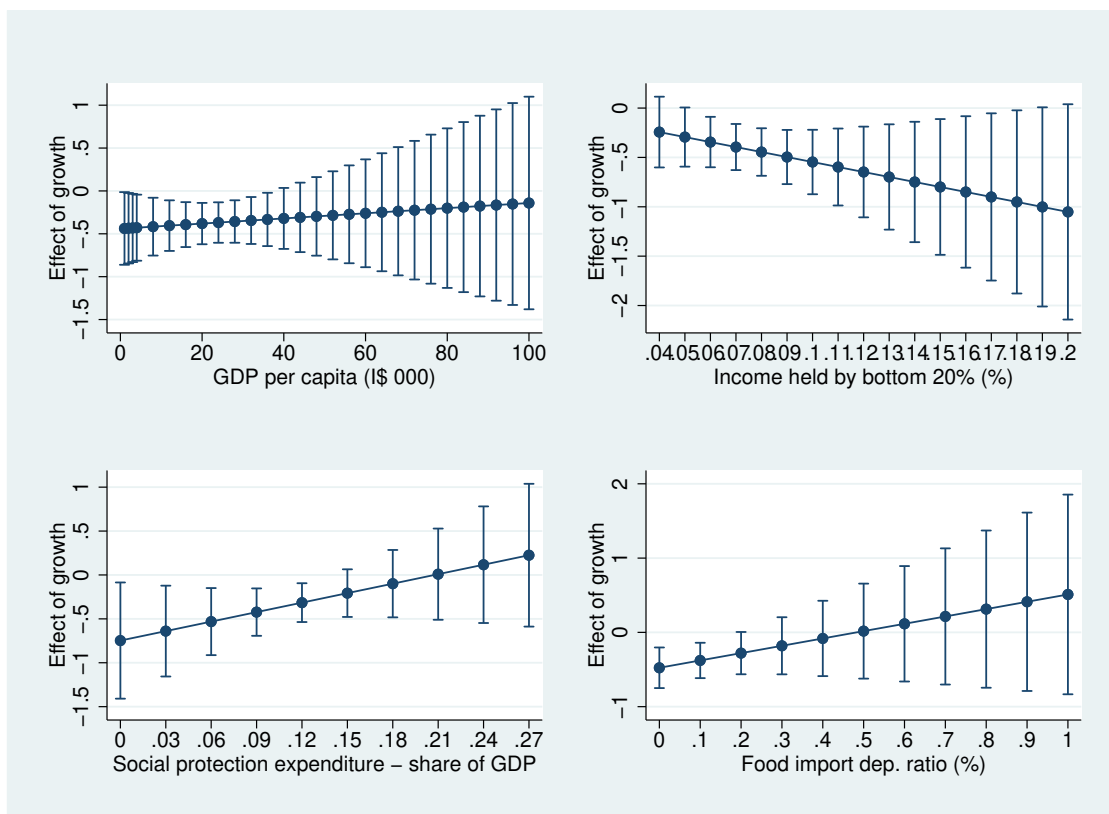 Effect of growth
1
.5
0
−.5
−1
−1.5
0 20 40 60 80 100
GDP per capita (I$ 000)
Effect of growth
0
−.5
−1
−1.5
−2
.04 .05 .06 .07 .08 .09 .1 .11 .12 .13 .14 .15 .16 .17 .18 .19 .2
Income held by bottom 20% (%)
Effect of growth
1
.5
0
−.5
−1
−1.5
0 .03 .06 .09 .12 .15 .18 .21 .24 .27
Social protection expenditure − share of GDP
Effect of growth
2
1
0
−1
0 .1 .2 .3 .4 .5 .6 .7 .8 .9 1
Food import dep. ratio (%)